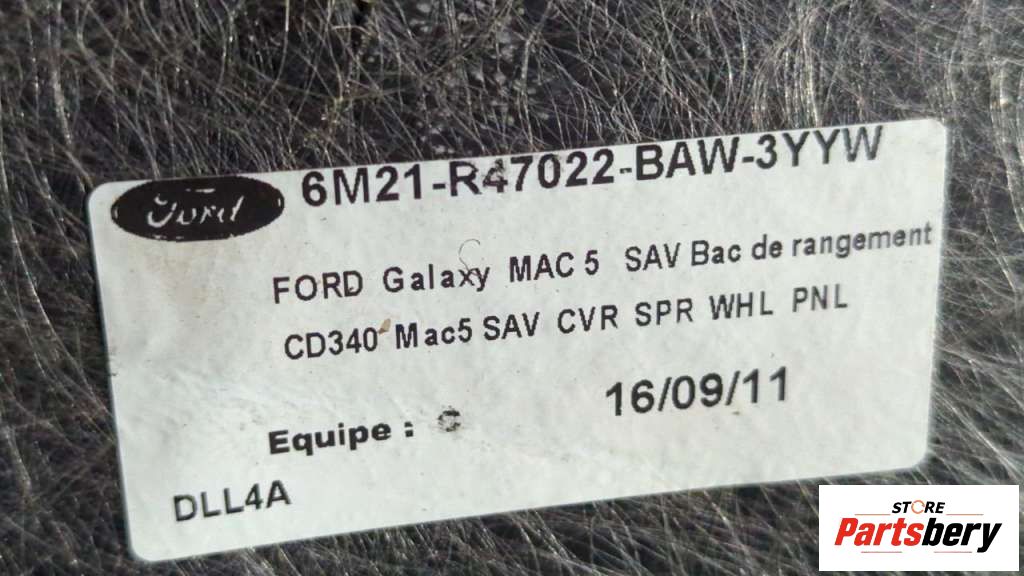 Ford 6M21-R47022-BAW-3YYW
FORD Galaxy MAC 5 SAV Bac de rangement
CD340 Mac5 SAV CVR SPR WHL PNL
16/09/11
Equipe :
DLL4A
STORE
Partsbery